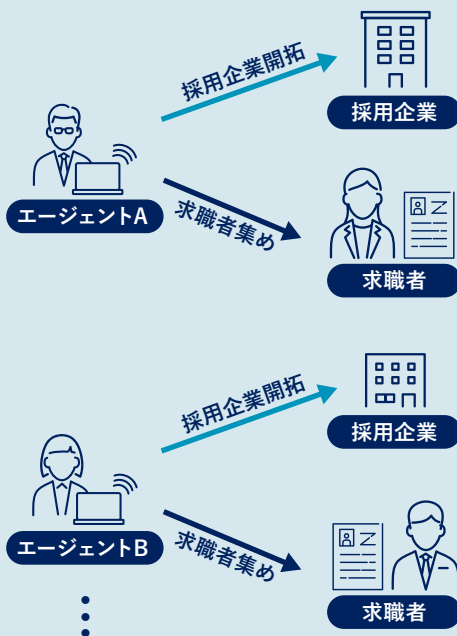 採用企業開拓
採用企業
エージェントA
求職者集め
求職者
採用企業開拓
採用企業
エージェントB
求職者集め
求職者